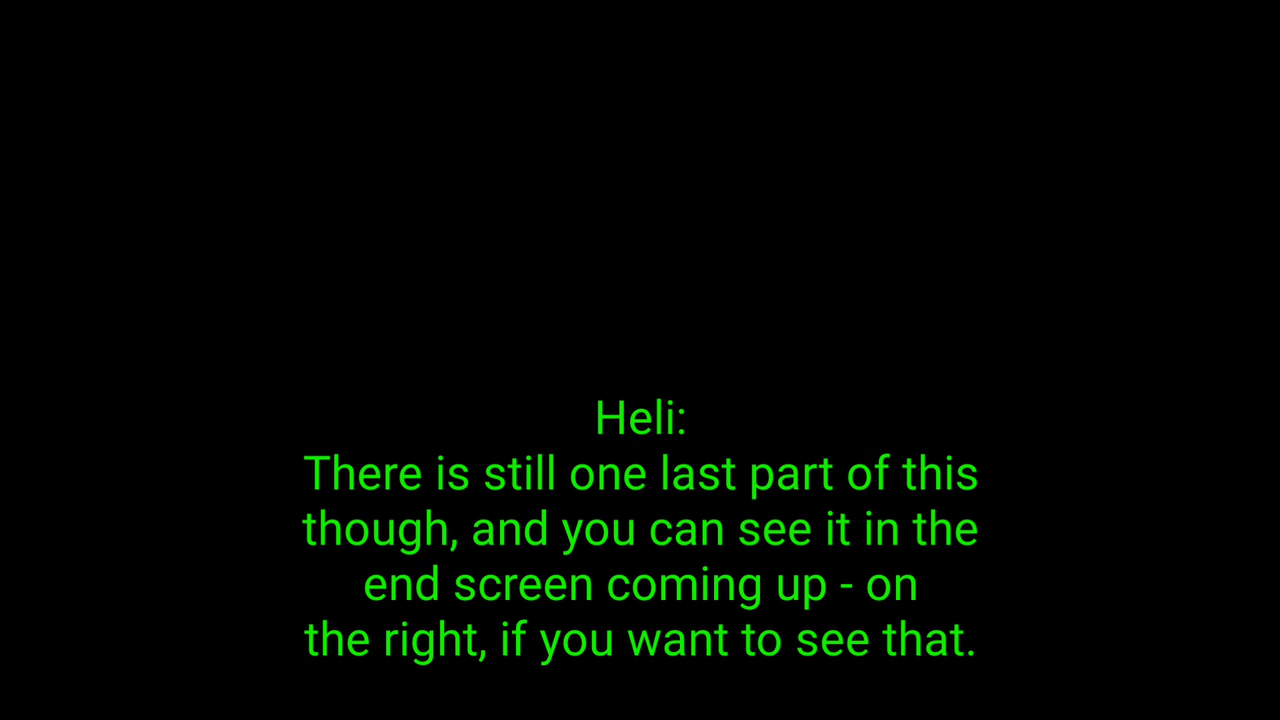 Heli:
There is still one last part of this
though, and you can see it in the
end screen coming up - on
the right, if you want to see that.